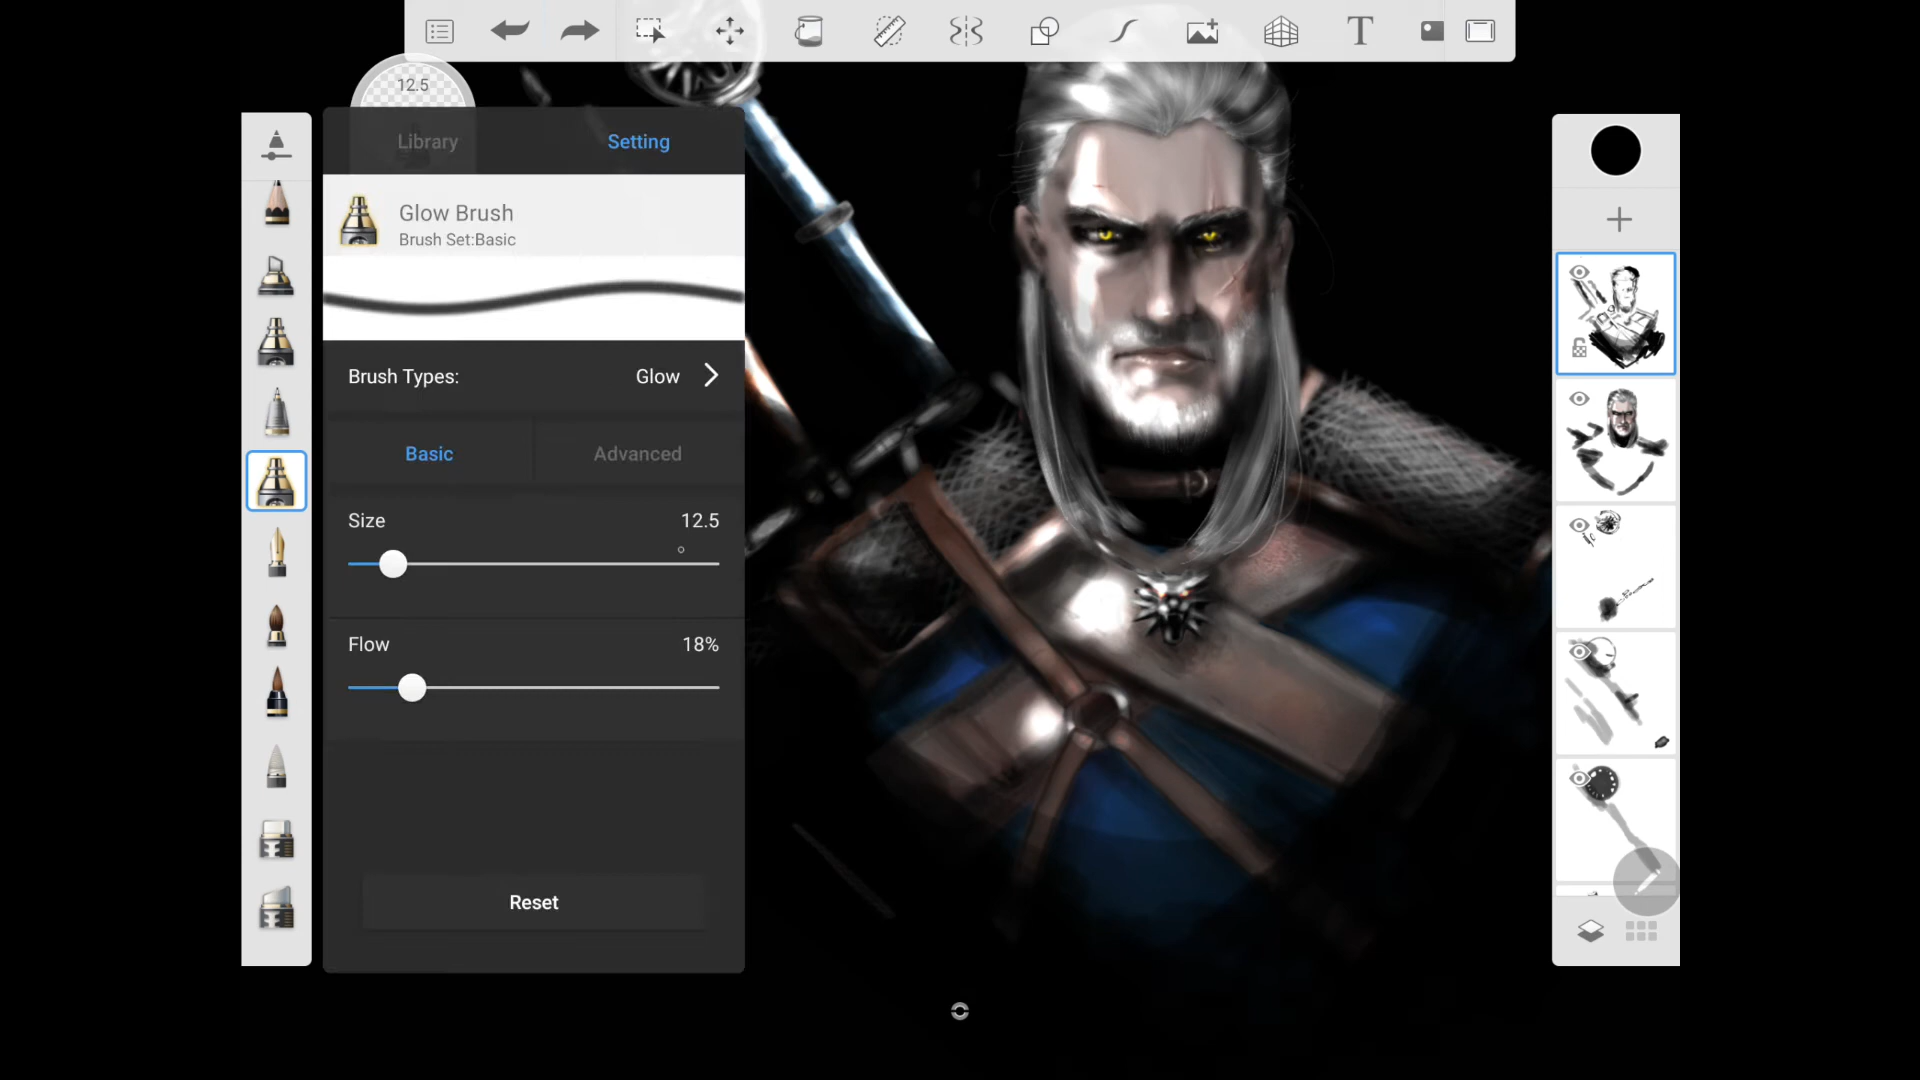 T
12.5
Library
Setting
Glow Brush
Brush Set:Basic
Brush Types:
Glow
Basic
Advanced
Size
12.5
Flow
18%
Reset